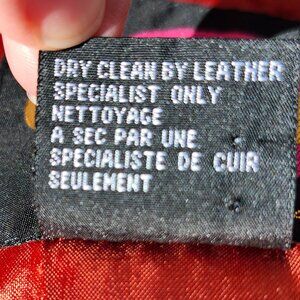 DRY CLEAN BY LEATHER
SPECIALIST ONLY
NETTOYAGE
A SEC PAR UNE
SPECIALISTE DE CUIR
SEULEMENT